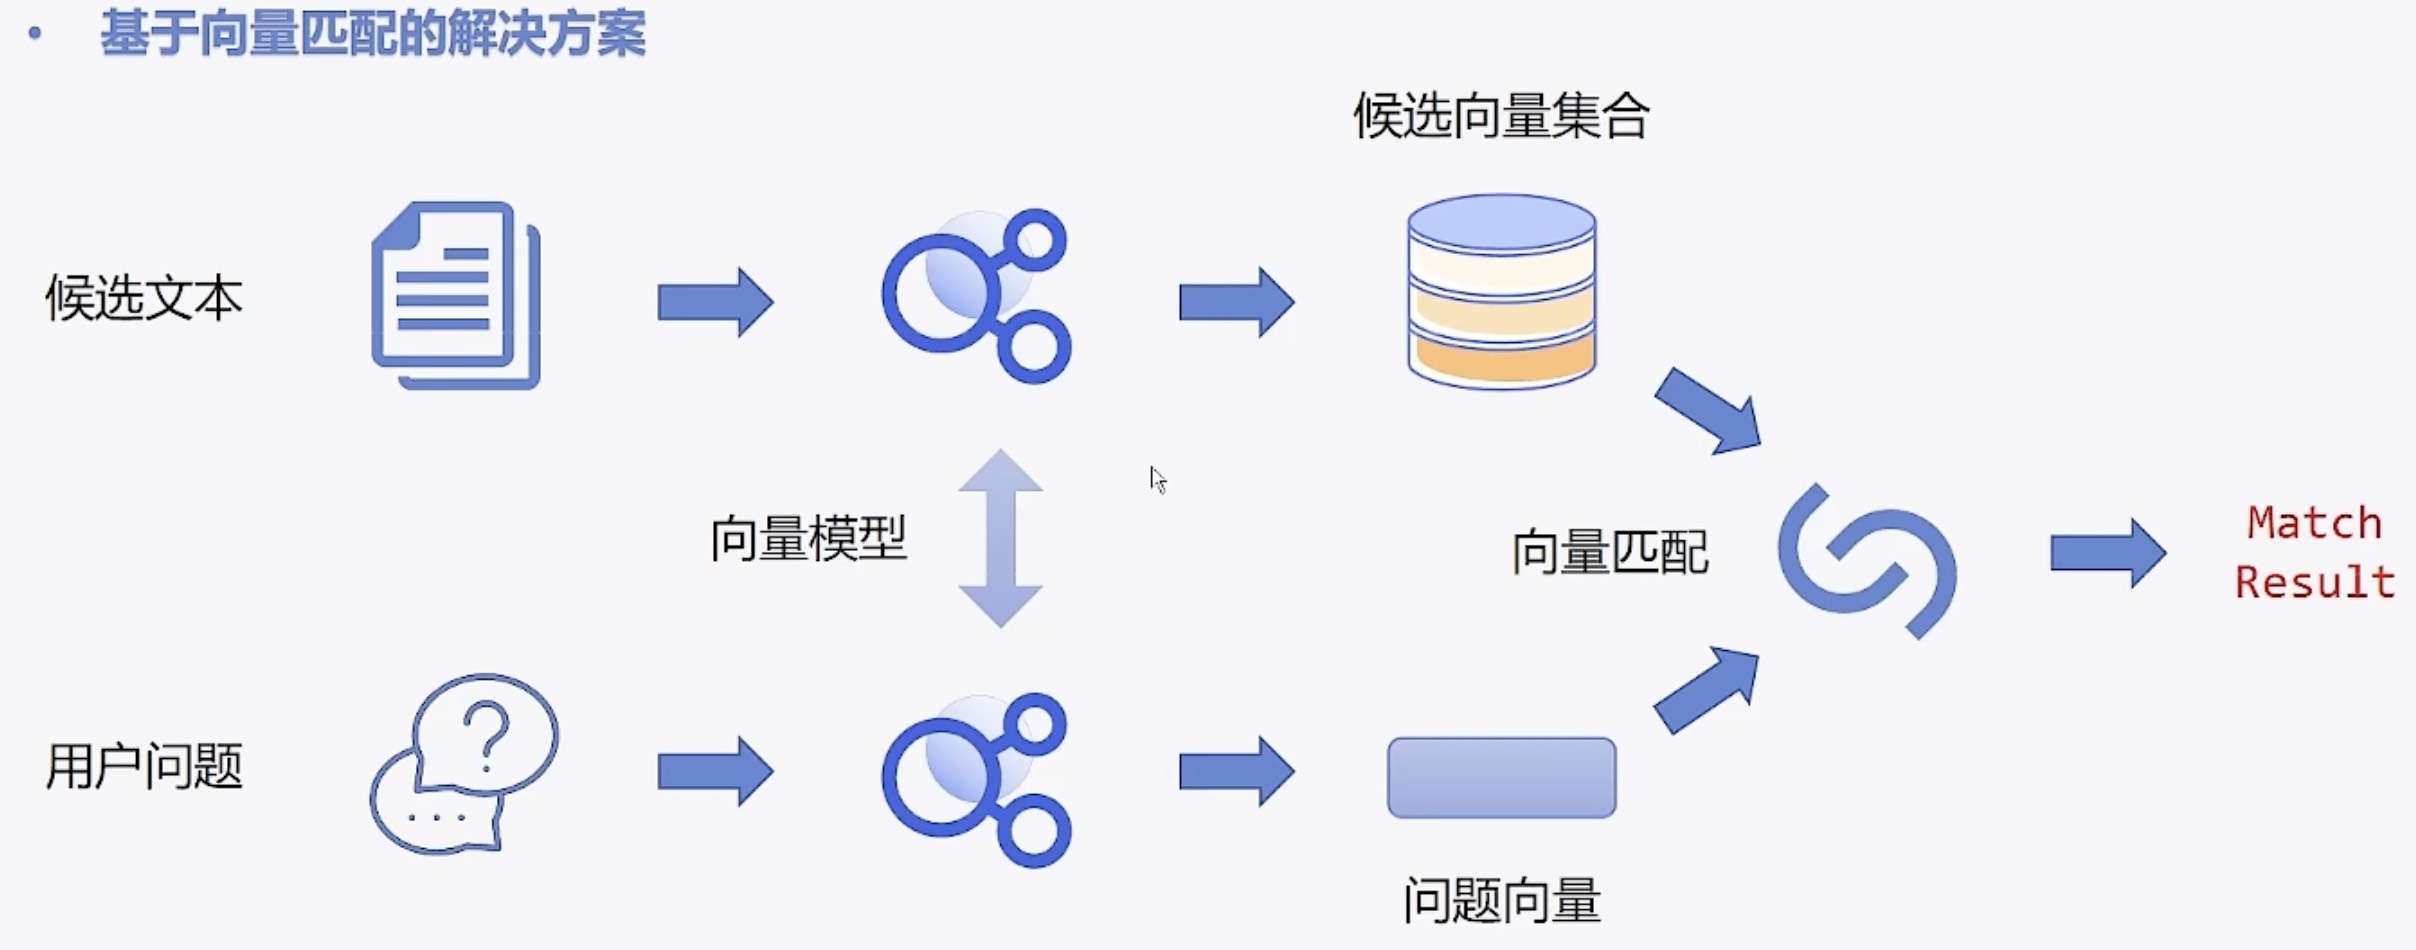 • 基于向量匹配的解决方案
候选向量集合
候选文本
向量模型
向量匹配
Match
Result
用户问题
问题向量